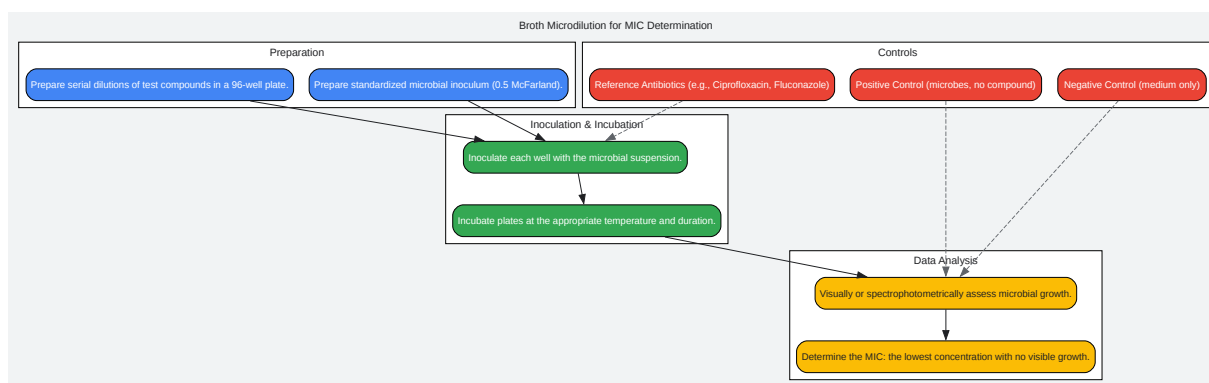 Broth Microdilution for MIC Determination
Preparation
Controls
Prepare serial dilutions of test compounds in a 96-well plate.
Prepare standardized microbial inoculum (0.5 McFarland).
Reference Antibiotics (e.g., Ciprofloxacin, Fluconazole)
Positive Control (microbes, no compound)
Negative Control (medium only)
Inoculation & Incubation
Inoculate each well with the microbial suspension.
Incubate plates at the appropriate temperature and duration.
Data Analysis
Visually or spectrophotometrically assess microbial growth.
Determine the MIC: the lowest concentration with no visible growth.